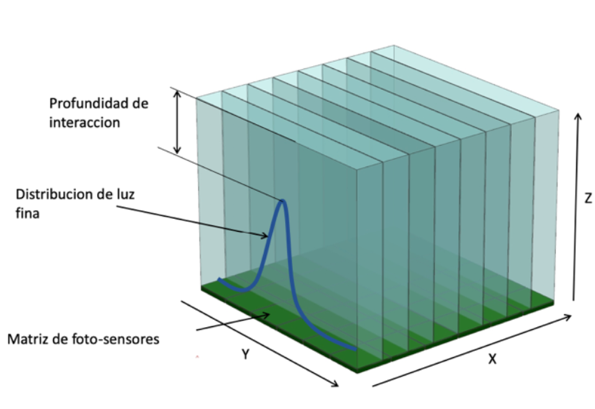 Profundidad de
interaccion
Distribucion de luz
fina
Matriz de foto-sensores
Y
X
Z